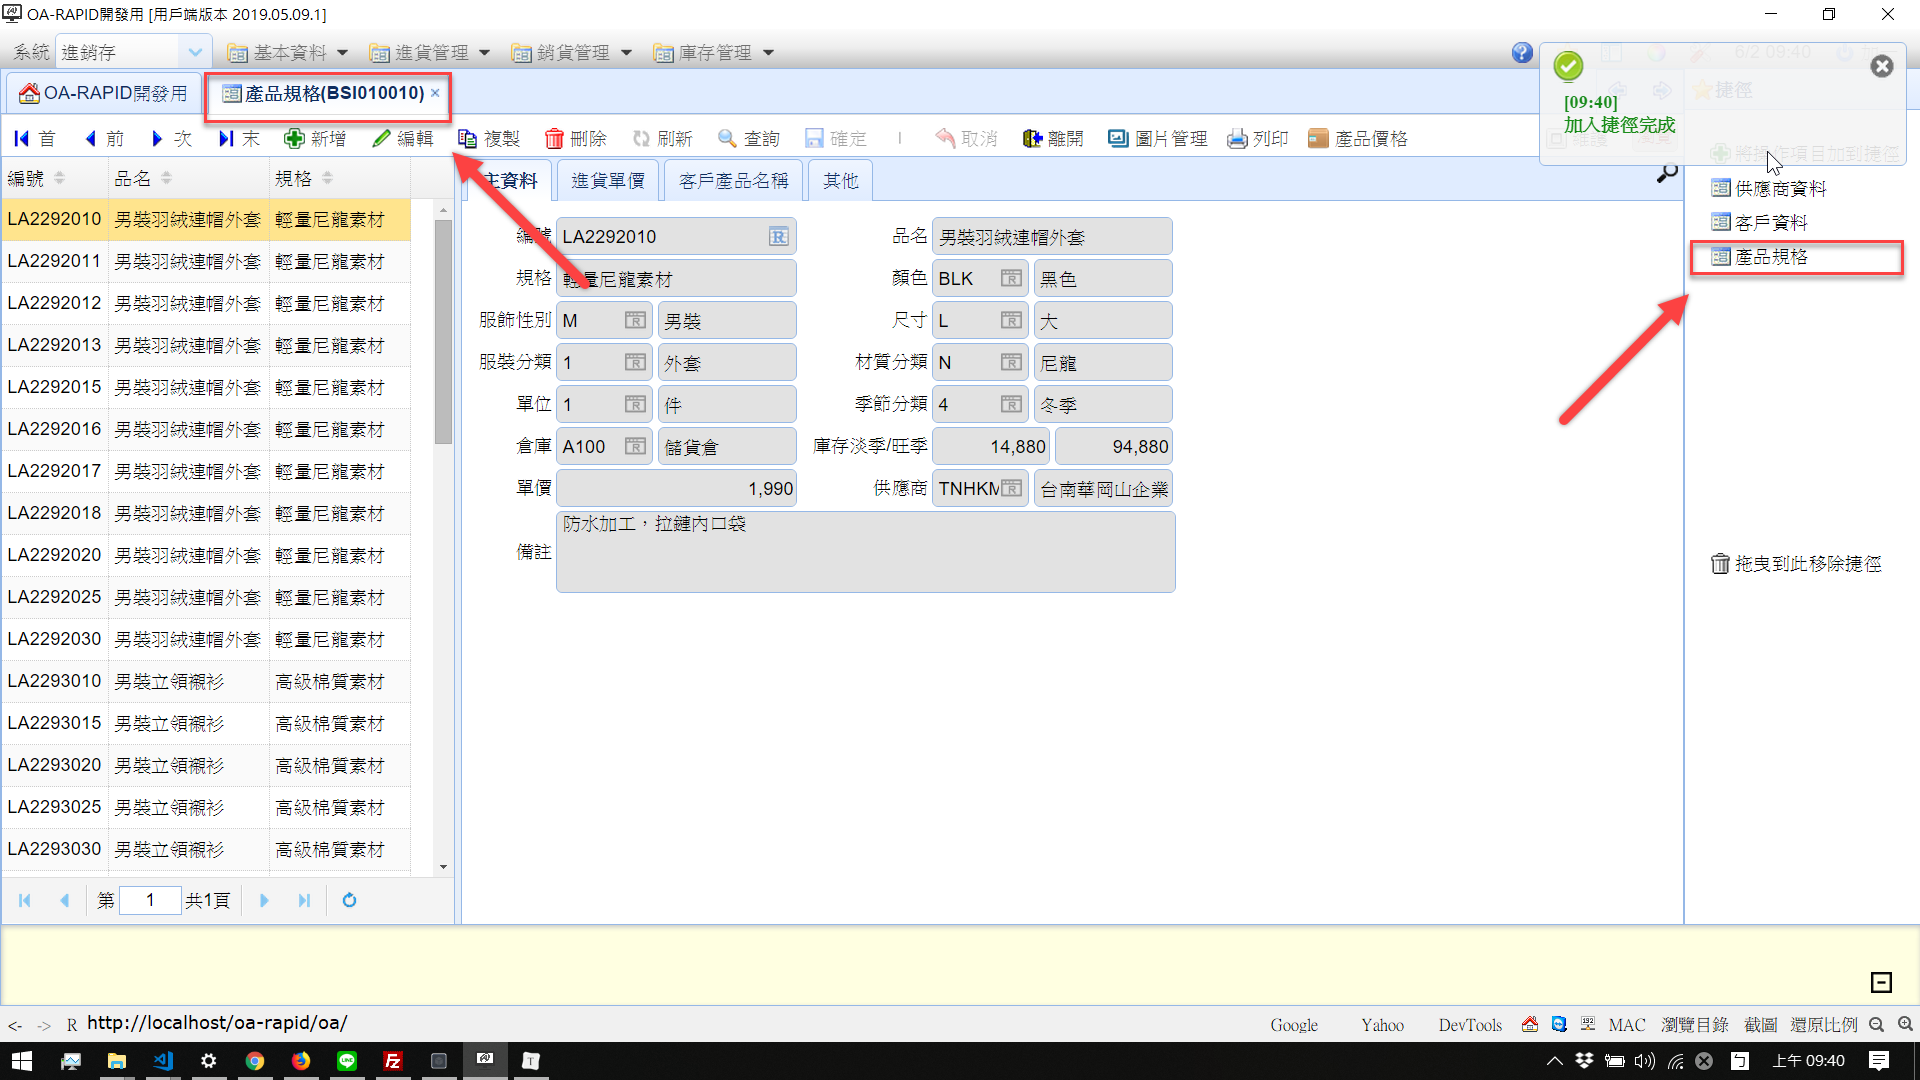 OA-RAPID開發用 [用戶端版本 2019.05.09.1]
系統 進銷存 基本資料 進貨管理 銷貨管理 庫存管理 6/2 09:40
OA-RAPID開發用 產品規格(BSI010010) × 捷徑
[09:40]
加入捷徑完成
首 前 次 末 新增 編輯 複製 刪除 刷新 查詢 確定 取消 離開 圖片管理 列印 產品價格
將操作項目加到捷徑
供應商資料
客戶資料
產品規格
拖曳到此移除捷徑
編號 品名 規格
LA2292010 男裝羽絨連帽外套 輕量尼龍素材
LA2292011 男裝羽絨連帽外套 輕量尼龍素材
LA2292012 男裝羽絨連帽外套 輕量尼龍素材
LA2292013 男裝羽絨連帽外套 輕量尼龍素材
LA2292015 男裝羽絨連帽外套 輕量尼龍素材
LA2292016 男裝羽絨連帽外套 輕量尼龍素材
LA2292017 男裝羽絨連帽外套 輕量尼龍素材
LA2292018 男裝羽絨連帽外套 輕量尼龍素材
LA2292020 男裝羽絨連帽外套 輕量尼龍素材
LA2292025 男裝羽絨連帽外套 輕量尼龍素材
LA2292030 男裝羽絨連帽外套 輕量尼龍素材
LA2293010 男裝立領襯衫 高級棉質素材
LA2293015 男裝立領襯衫 高級棉質素材
LA2293020 男裝立領襯衫 高級棉質素材
LA2293025 男裝立領襯衫 高級棉質素材
LA2293030 男裝立領襯衫 高級棉質素材
第 1 共1頁
主資料 進貨單價 客戶產品名稱 其他
編號 LA2292010 品名 男裝羽絨連帽外套
規格 輕量尼龍素材 顏色 BLK 黑色
服飾性別 M 男裝 尺寸 L 大
服裝分類 1 外套 材質分類 N 尼龍
單位 1 件 季節分類 4 冬季
倉庫 A100 儲貨倉 庫存淡季/旺季 14,880 94,880
單價 1,990 供應商 TNHKM 台南華岡山企業
備註 防水加工，拉鏈內口袋
<- -> R http://localhost/oa-rapid/oa/
Google Yahoo DevTools MAC 瀏覽目錄 截圖 還原比例
上午 09:40